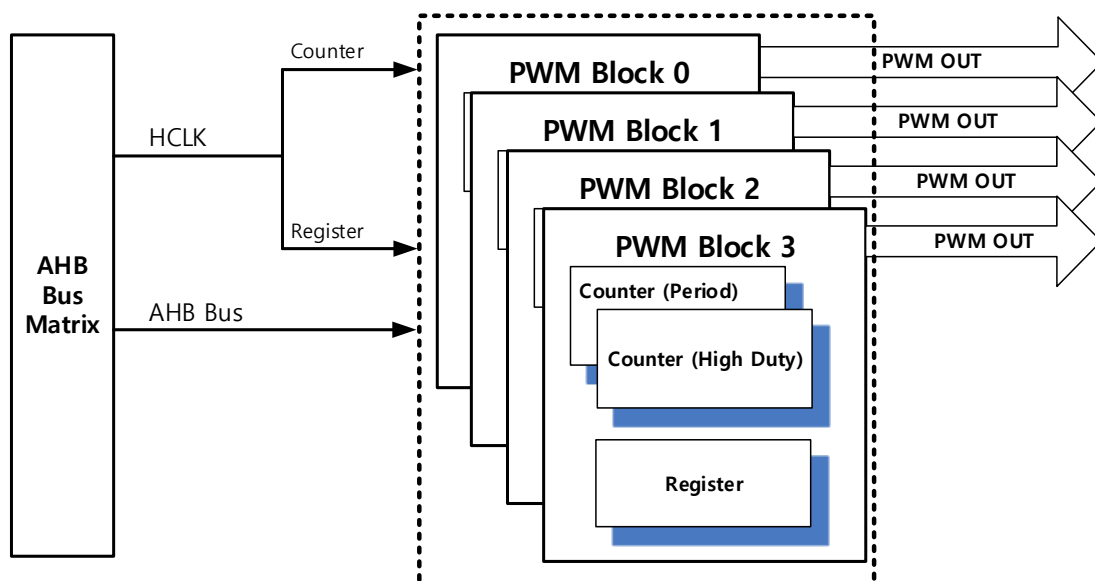 AHB
Bus
Matrix
HCLK
Counter
Register
AHB Bus
PWM Block 0
PWM Block 1
PWM Block 2
PWM Block 3
Counter (Period)
Counter (High Duty)
Register
PWM OUT
PWM OUT
PWM OUT
PWM OUT